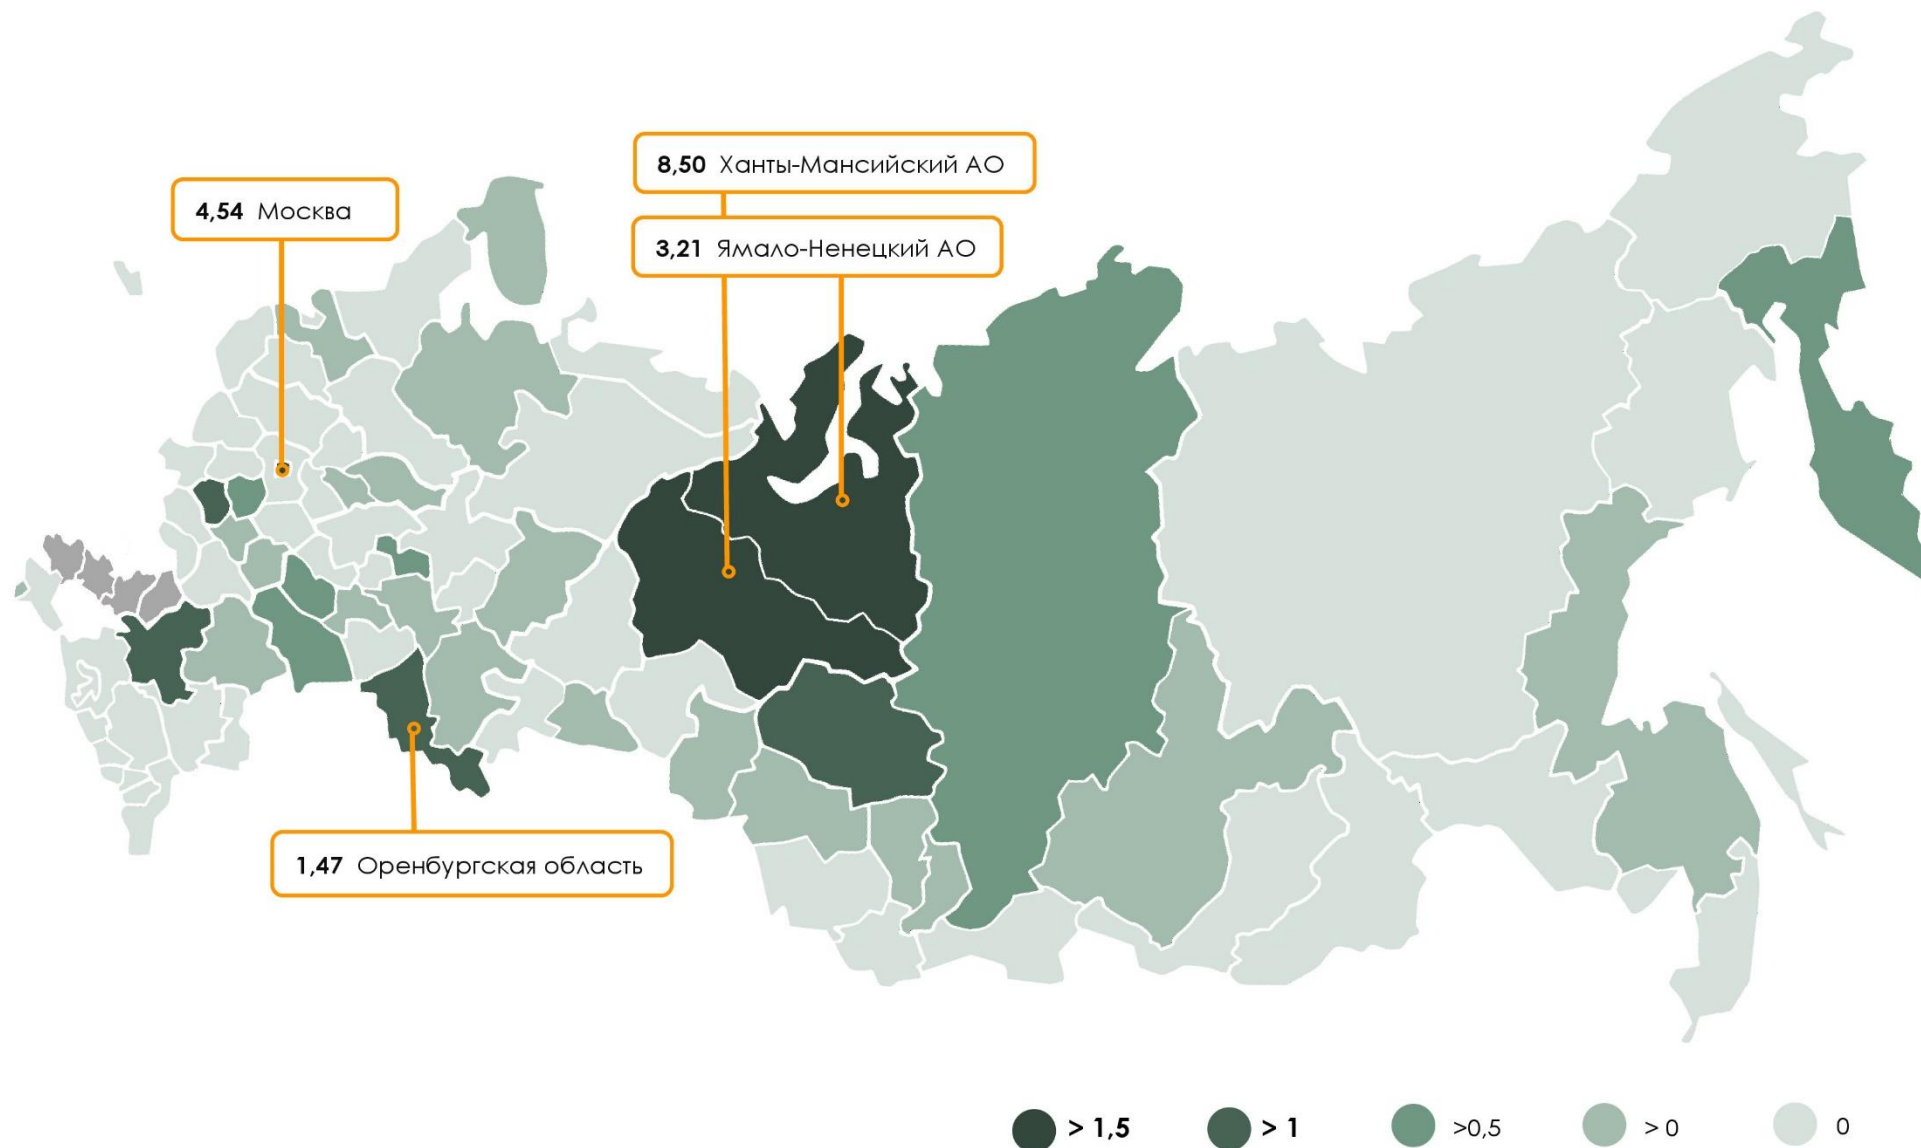 8,50 Ханты-Мансийский АО
4,54 Москва
3,21 Ямало-Ненецкий АО
1,47 Оренбургская область
> 1,5
> 1
>0,5
> 0
0